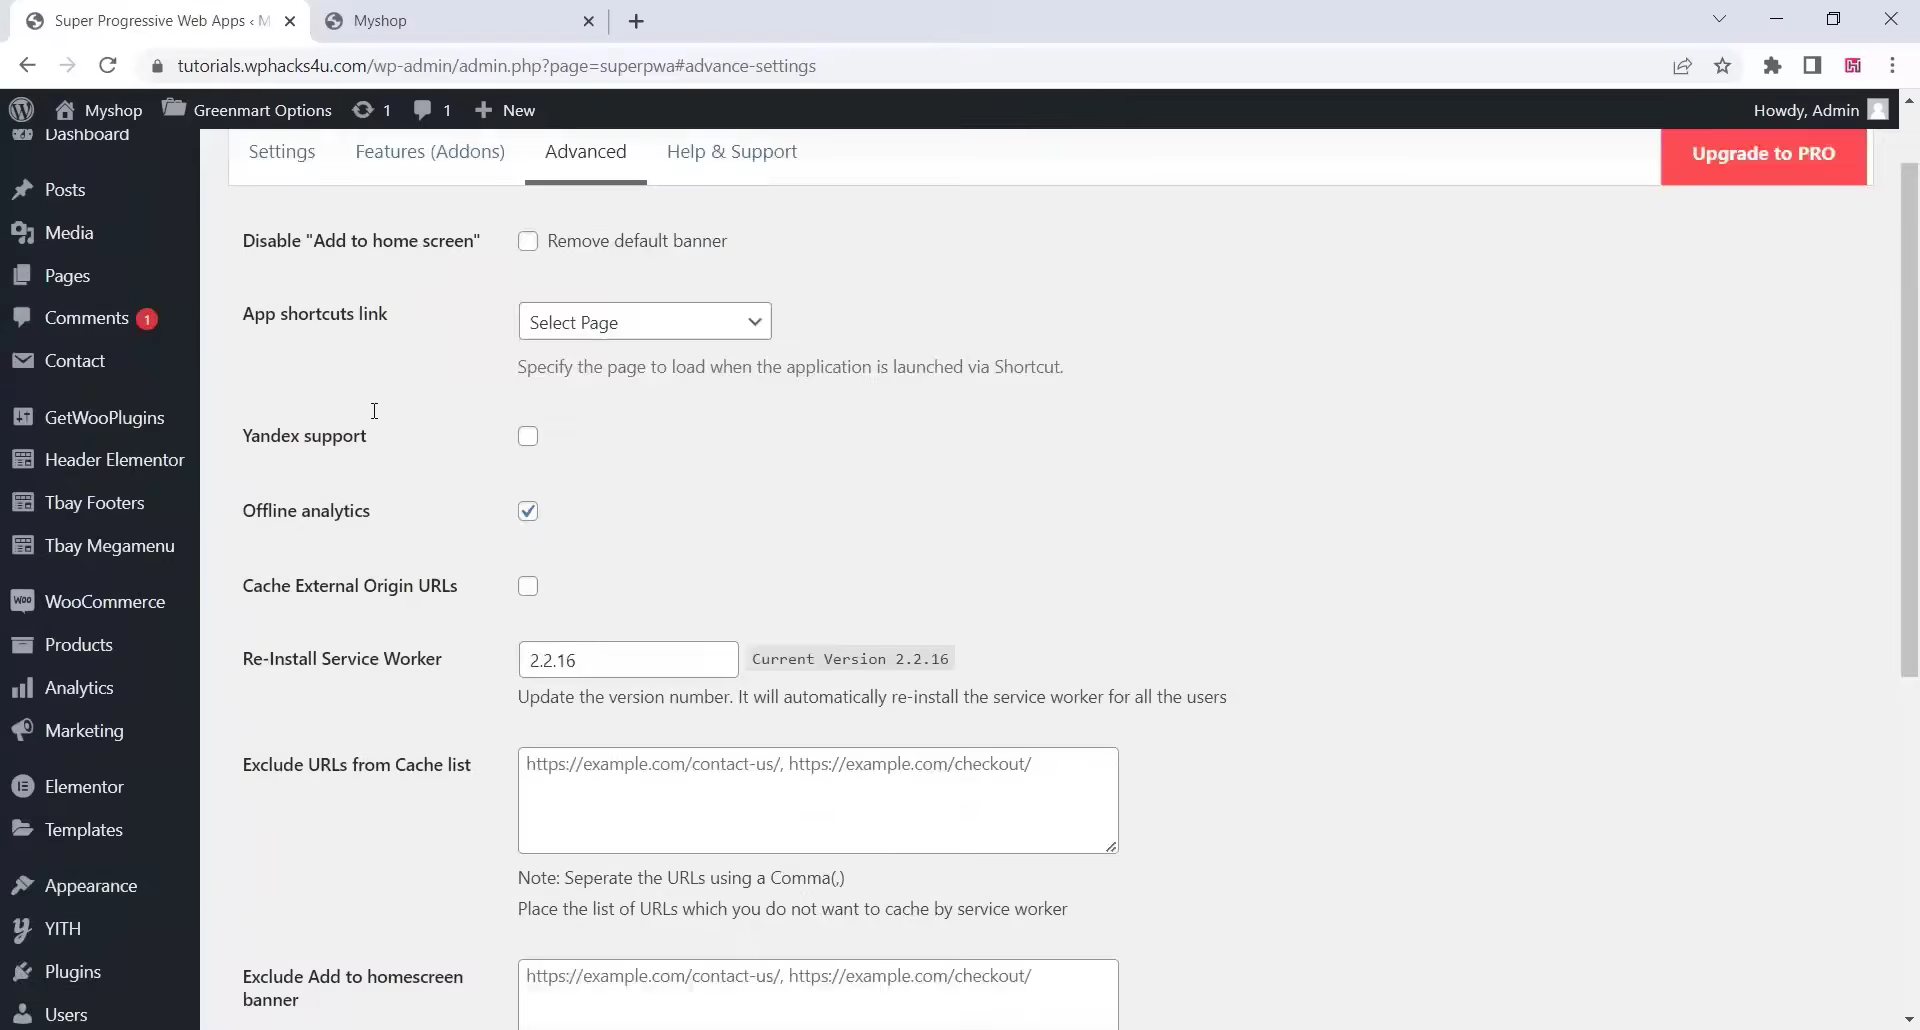 Super Progressive Web Apps ‹ M
Myshop
tutorials.wphacks4u.com/wp-admin/admin.php?page=superpwa#advance-settings
Myshop
Greenmart Options
1
1
New
Howdy, Admin
Dashboard
Posts
Media
Pages
Comments 1
Contact
GetWooPlugins
Header Elementor
Tbay Footers
Tbay Megamenu
WooCommerce
Products
Analytics
Marketing
Elementor
Templates
Appearance
YITH
Plugins
Users
Settings
Features (Addons)
Advanced
Help & Support
Upgrade to PRO
Disable "Add to home screen"
Remove default banner
App shortcuts link
Select Page
Specify the page to load when the application is launched via Shortcut.
Yandex support
Offline analytics
Cache External Origin URLs
Re-Install Service Worker
2.2.16
Current Version 2.2.16
Update the version number. It will automatically re-install the service worker for all the users
Exclude URLs from Cache list
https://example.com/contact-us/, https://example.com/checkout/
Note: Seperate the URLs using a Comma(,)
Place the list of URLs which you do not want to cache by service worker
Exclude Add to homescreen
banner
https://example.com/contact-us/, https://example.com/checkout/